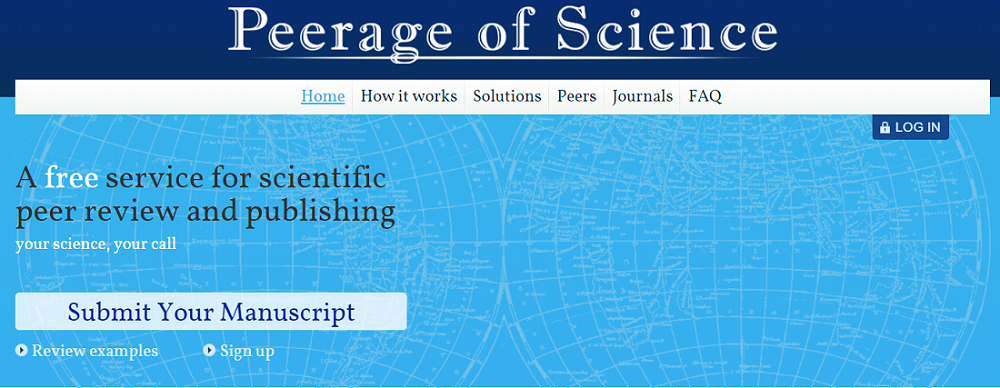 Peerage of Science
Home How it works Solutions Peers Journals FAQ
LOG IN
A free service for scientific
peer review and publishing
your science, your call
Submit Your Manuscript
Review examples Sign up